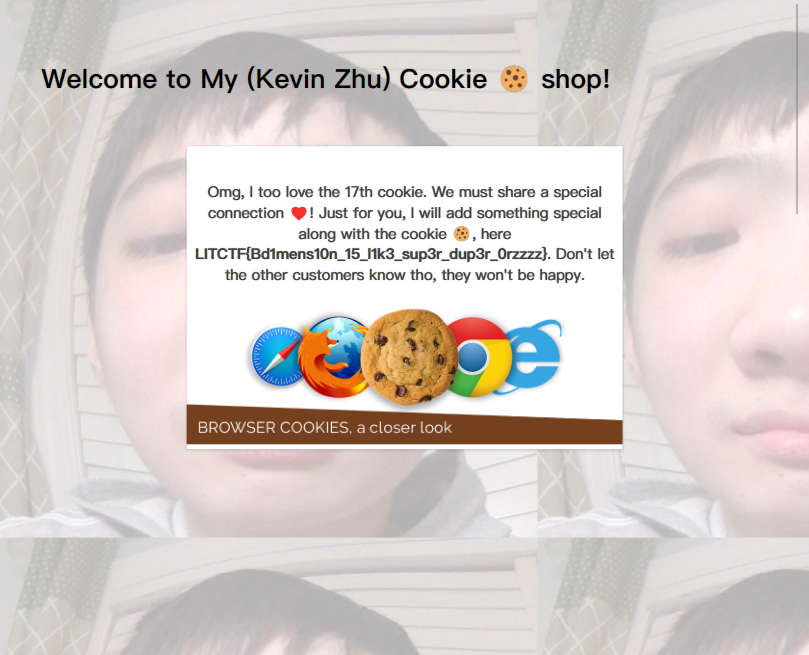 Welcome to My (Kevin Zhu) Cookie 🍪 shop!
Omg, I too love the 17th cookie. We must share a special
connection ♥! Just for you, I will add something special
along with the cookie 🍪, here
LITCTF{Bd1mens10n_15_l1k3_sup3r_dup3r_0rzzzz}. Don't let
the other customers know tho, they won't be happy.
BROWSER COOKIES, a closer look